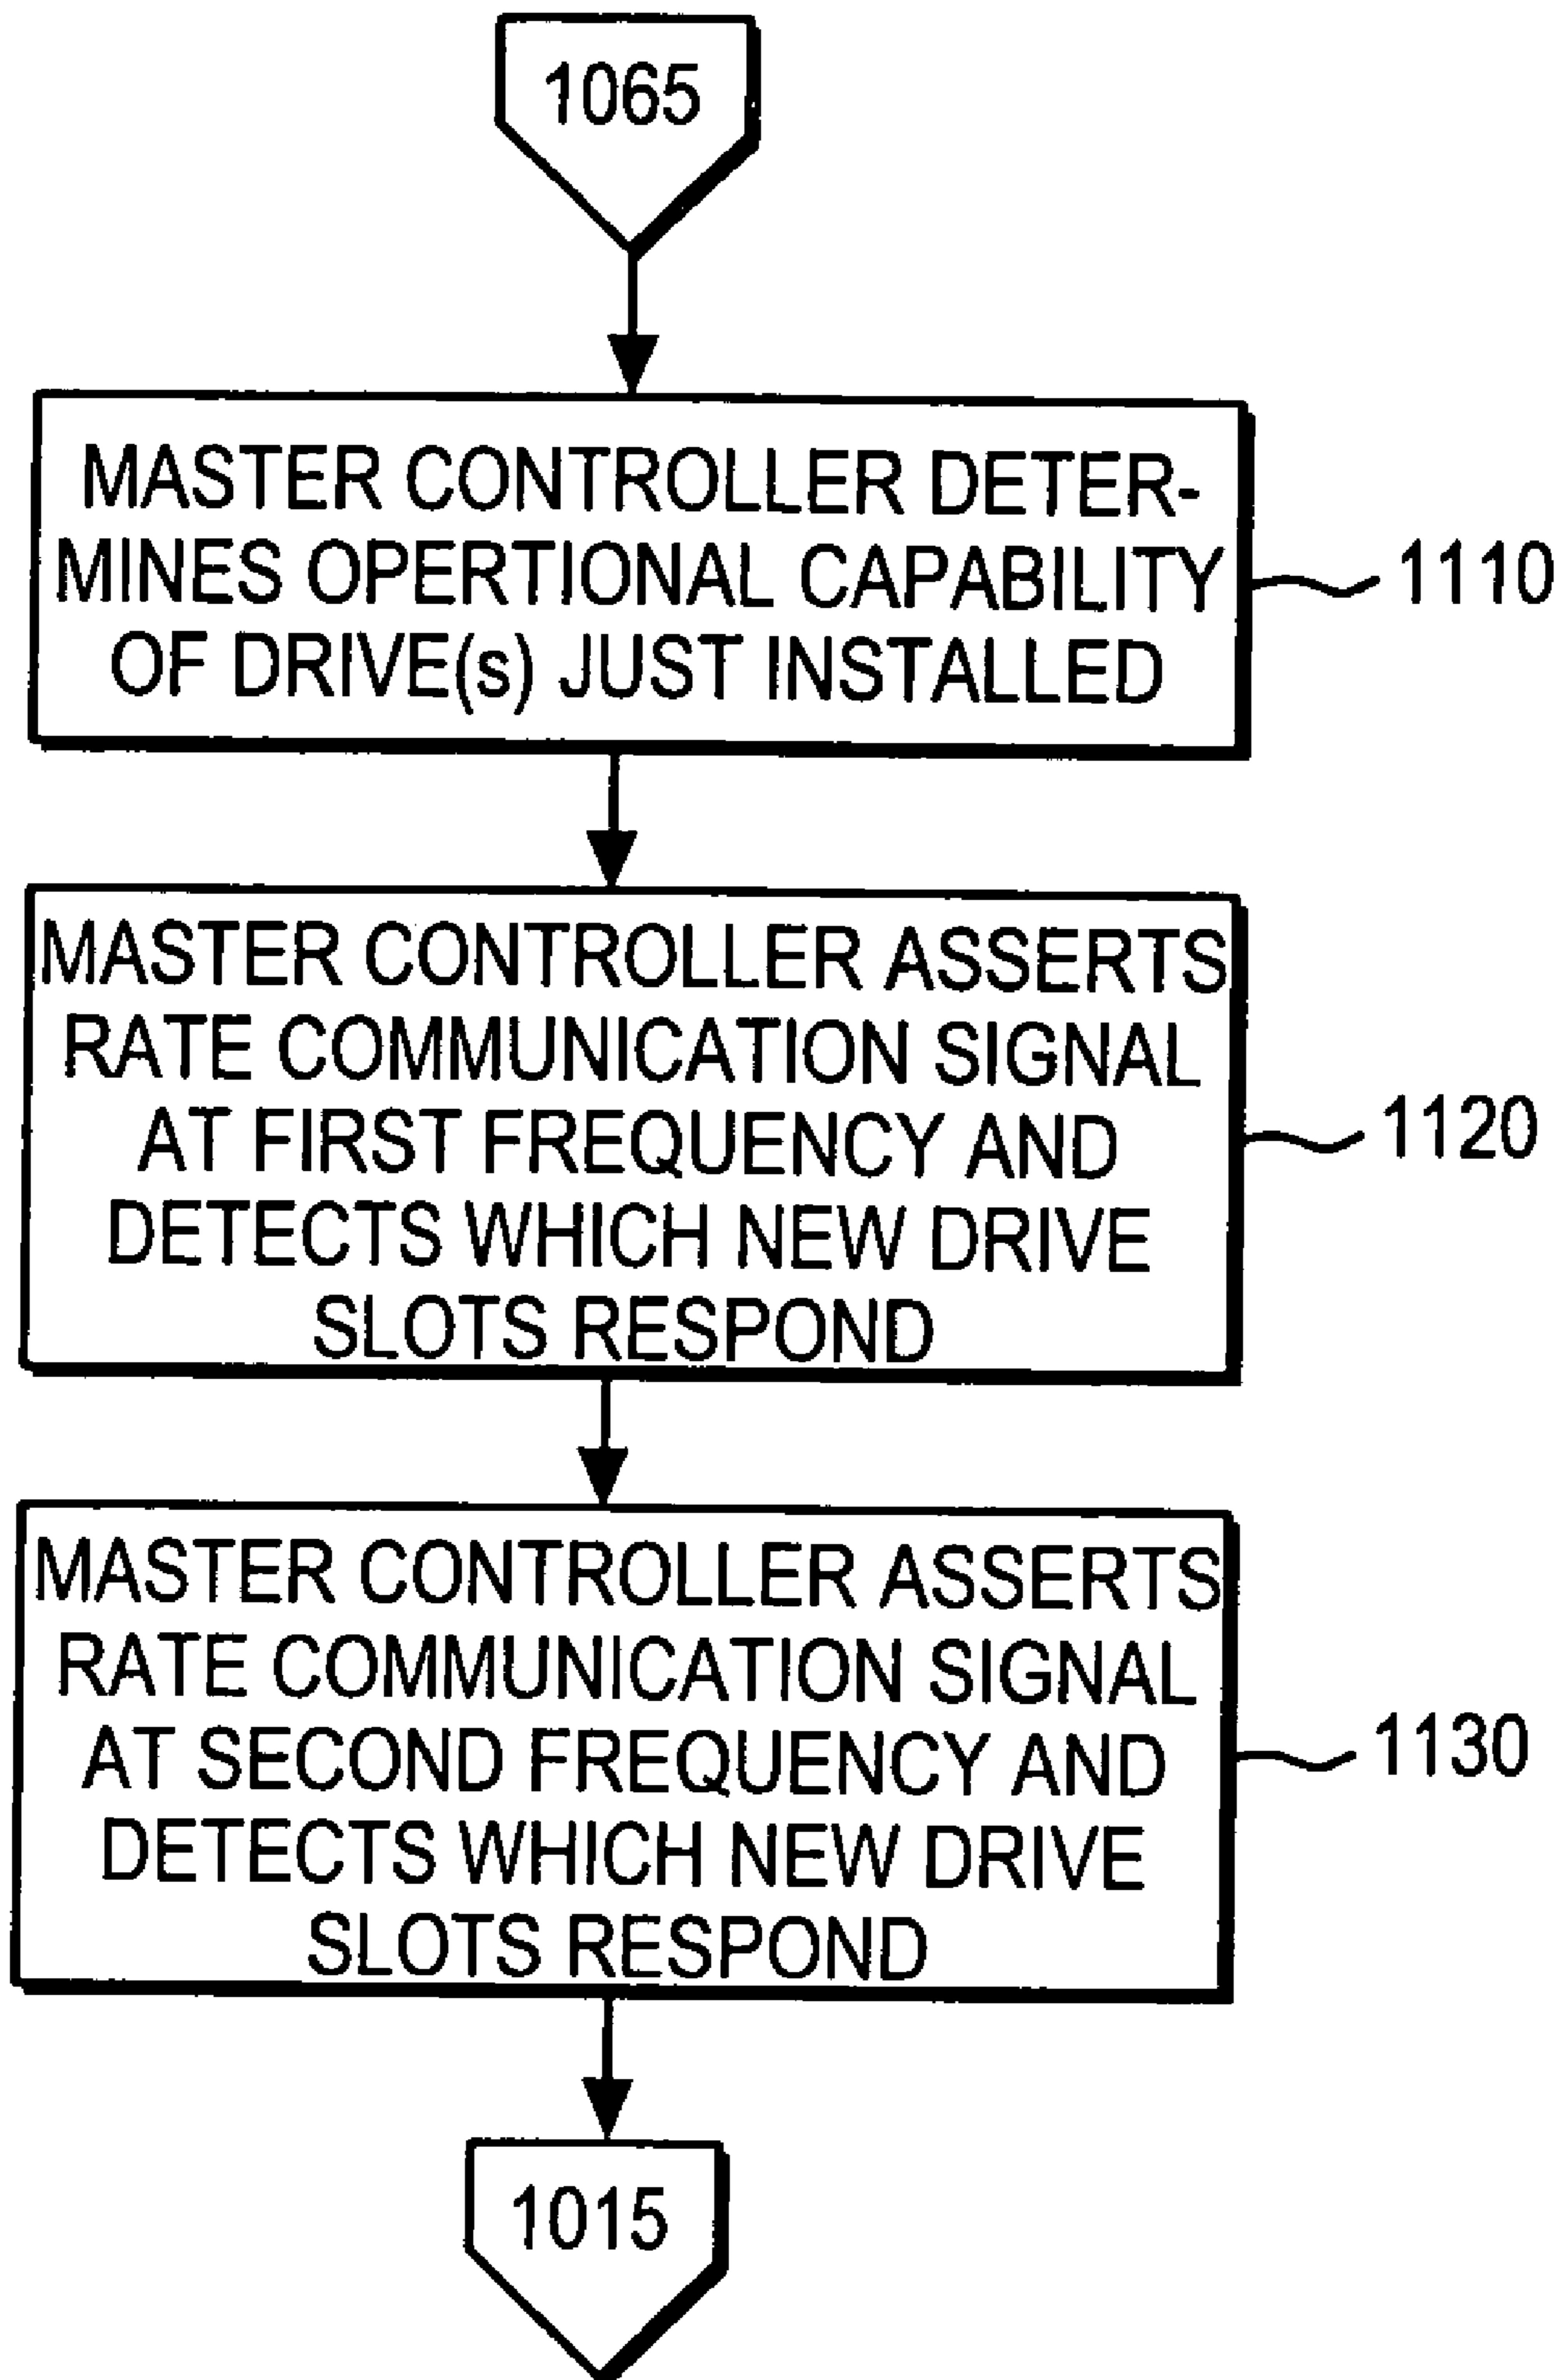 1065
MASTER CONTROLLER DETER-
MINES OPERTIONAL CAPABILITY
OF DRIVE(s) JUST INSTALLED
1110
MASTER CONTROLLER ASSERTS
RATE COMMUNICATION SIGNAL
AT FIRST FREQUENCY AND
DETECTS WHICH NEW DRIVE
SLOTS RESPOND
1120
MASTER CONTROLLER ASSERTS
RATE COMMUNICATION SIGNAL
AT SECOND FREQUENCY AND
DETECTS WHICH NEW DRIVE
SLOTS RESPOND
1130
1015